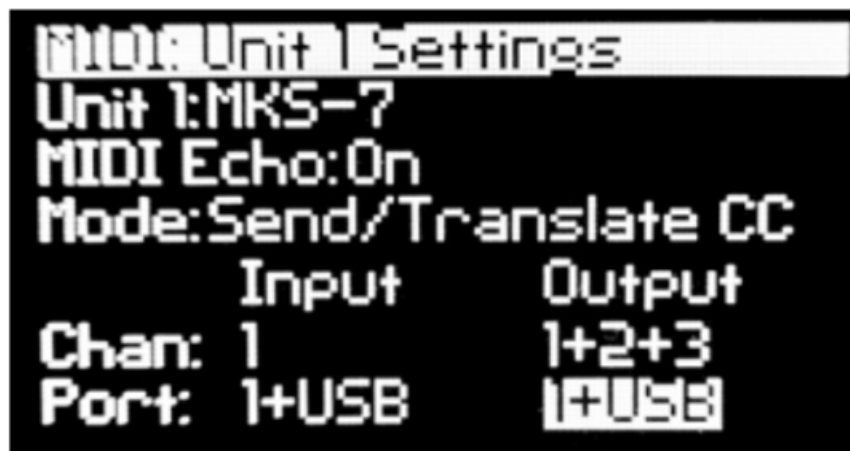 MIDI: Unit 1 Settings
Unit 1:MKS-7
MIDI Echo:On
Mode:Send/Translate CC
Input Output
Chan: 1 1+2+3
Port: 1+USB 1+USB